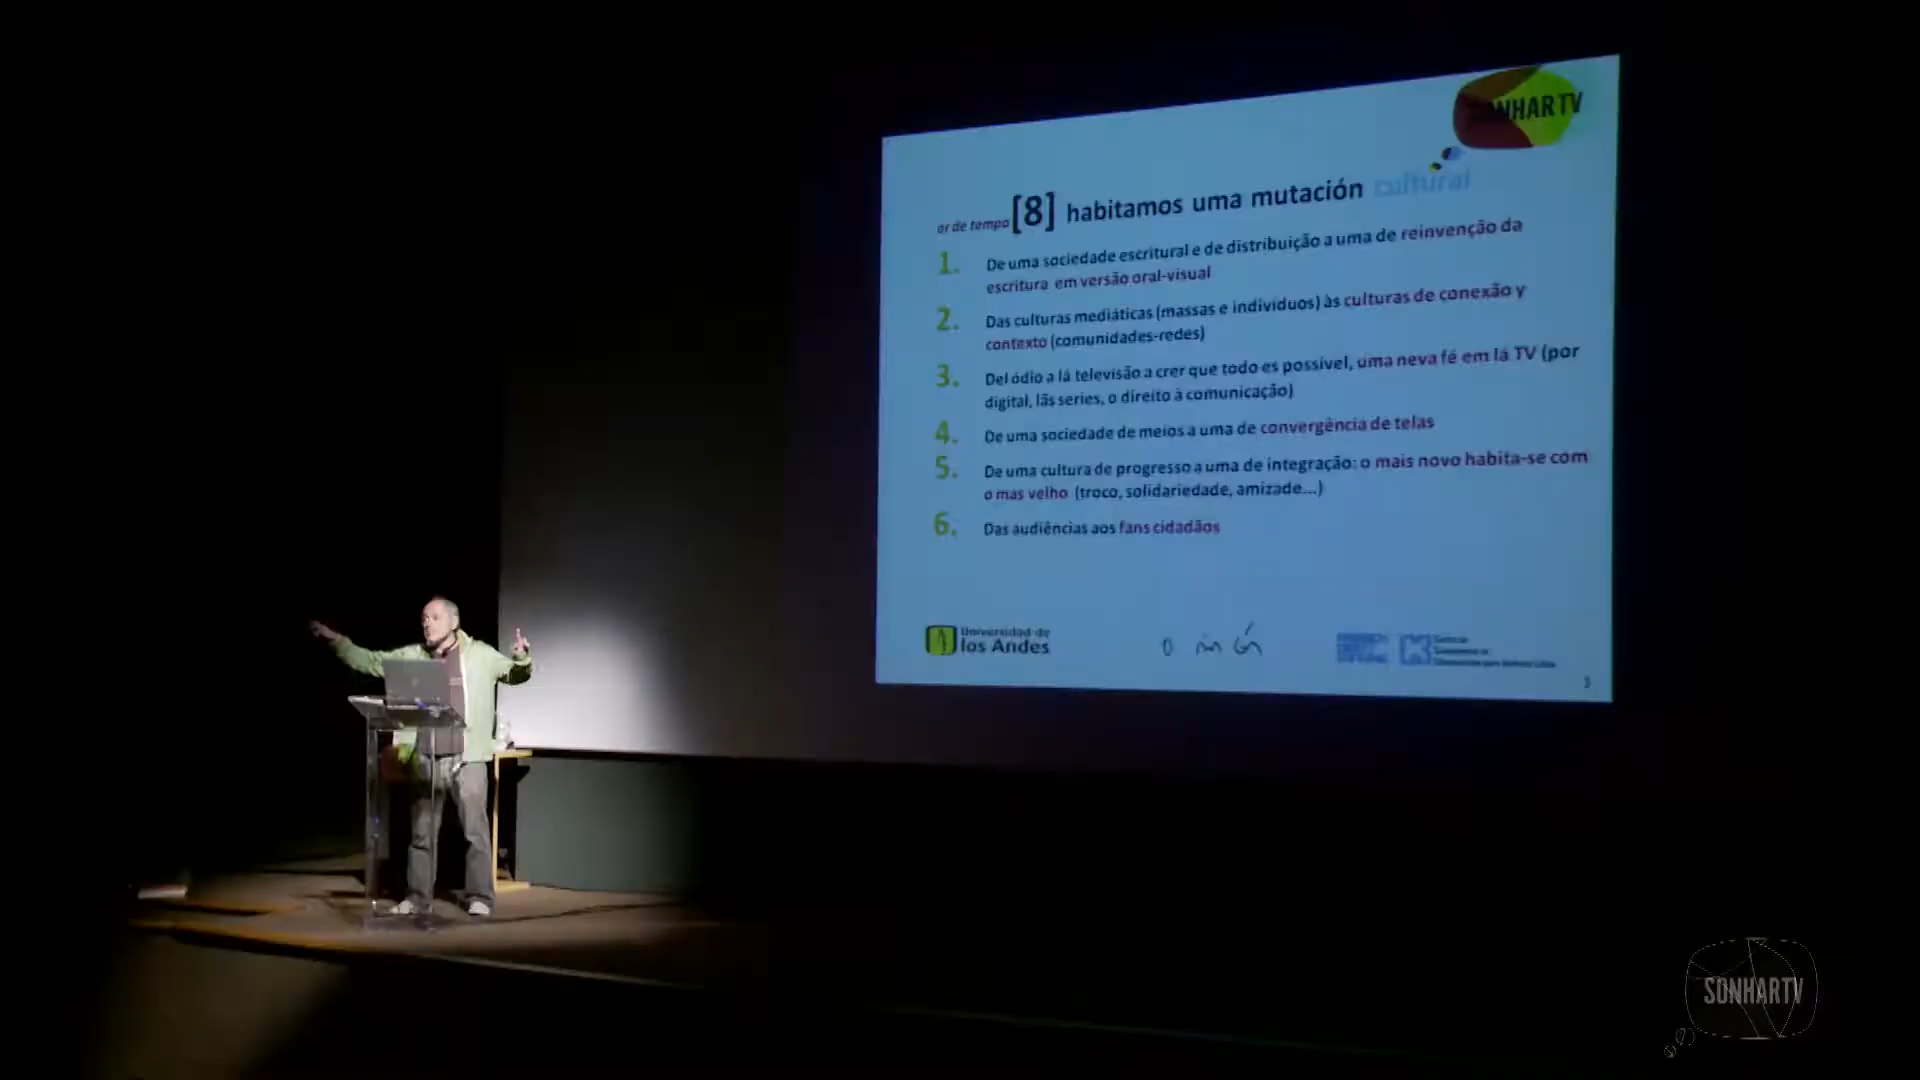 NHAR TV
or de tempo [8] habitamos uma mutación cultural
1. De uma sociedade escritural e de distribuição a uma de reinvenção da
escritura em versão oral-visual
2. Das culturas mediáticas (massas e individuos) às culturas de conexão y
contexto (comunidades-redes)
3. Del ódio a lá televisão a crer que todo es possível, uma neva fé em lá TV (por
digital, lãs series, o direito à comunicação)
4. De uma sociedade de meios a uma de convergência de telas
5. De uma cultura de progresso a uma de integração: o mais novo habita-se com
o mas velho (troco, solidariedade, amizade...)
6. Das audiências aos fans cidadãos
Universidad de
los Andes
3
SONHARTV